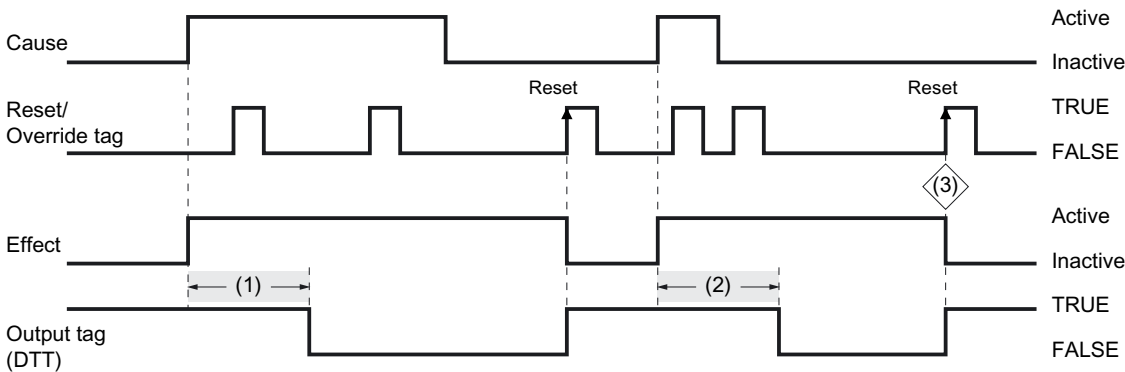 Cause
Active
Inactive
Reset
Reset
Reset/
Override tag
TRUE
FALSE
(3)
Effect
Active
Inactive
(1)
(2)
Output tag
(DTT)
TRUE
FALSE